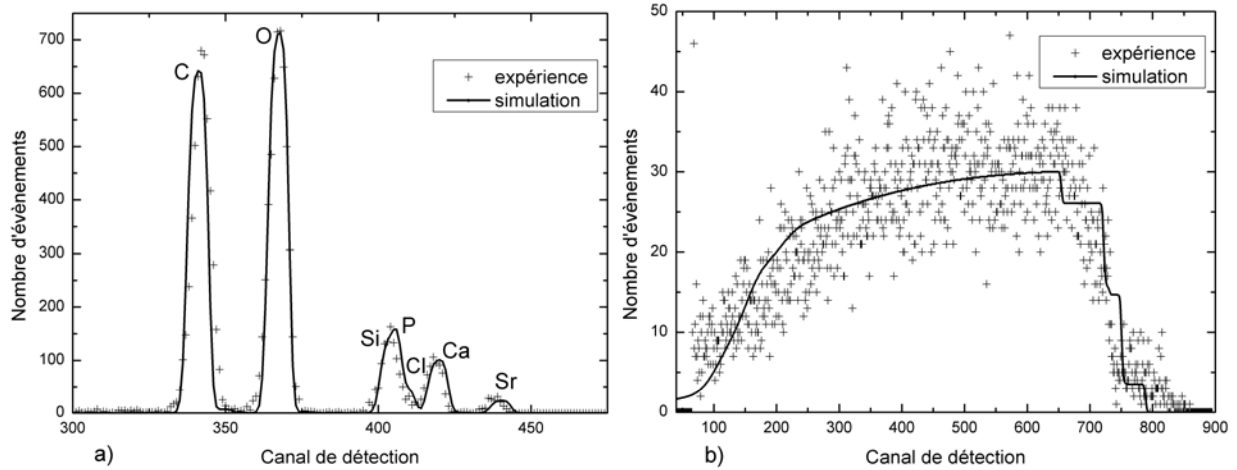 Nombre d'évènements
700
600
500
400
300
200
100
0
C
O
Si
P
Cl
Ca
Sr
expérience
simulation
300
350
400
450
Canal de détection
a)
Nombre d'évènements
50
40
30
20
10
0
expérience
simulation
100
200
300
400
500
600
700
800
900
Canal de détection
b)